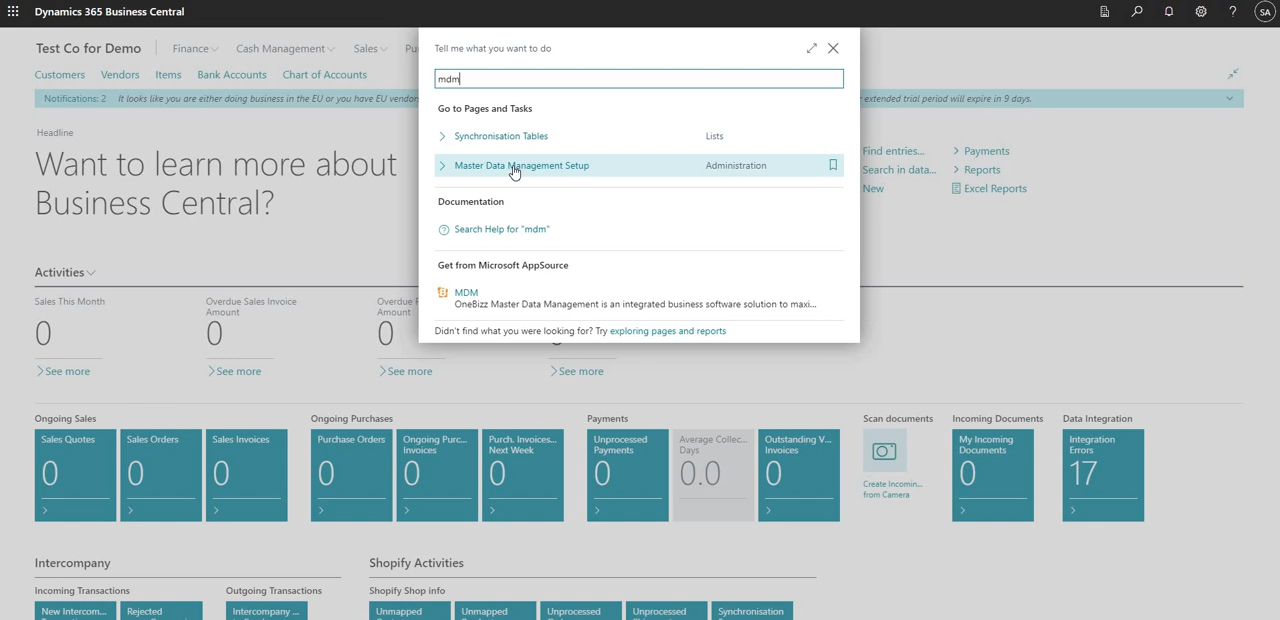 Dynamics 365 Business Central
SA
Test Co for Demo
Finance
Cash Management
Sales
Customers
Vendors
Items
Bank Accounts
Chart of Accounts
Notifications: 2 It looks like you are either doing business in the EU or you have EU vendor
extended trial period will expire in 9 days.
Headline
Want to learn more about
Business Central?
Tell me what you want to do
mdm
Go to Pages and Tasks
Synchronisation Tables
Lists
Master Data Management Setup
Administration
Documentation
Search Help for "mdm"
Get from Microsoft AppSource
MDM
OneBizz Master Data Management is an integrated business software solution to maxi...
Didn't find what you were looking for? Try exploring pages and reports
Find entries...
Search in data...
New
Payments
Reports
Excel Reports
Activities
Sales This Month
0
See more
Overdue Sales Invoice
Amount
0
See more
Overdue
Amount
0
See more
See more
Ongoing Sales
Sales Quotes
0
Sales Orders
0
Sales Invoices
0
Ongoing Purchases
Purchase Orders
0
Ongoing Purc...
Invoices
0
Purch. Invoices...
Next Week
0
Payments
Unprocessed
Payments
0
Average Collec...
Days
0.0
Outstanding V...
Invoices
0
Scan documents
Create Incomin...
from Camera
Incoming Documents
My Incoming
Documents
0
Data Integration
Integration
Errors
17
Intercompany
Incoming Transactions
New Intercom...
Rejected
Outgoing Transactions
Intercompany ...
Shopify Activities
Shopify Shop info
Unmapped
Unmapped
Unprocessed
Unprocessed
Synchronisation